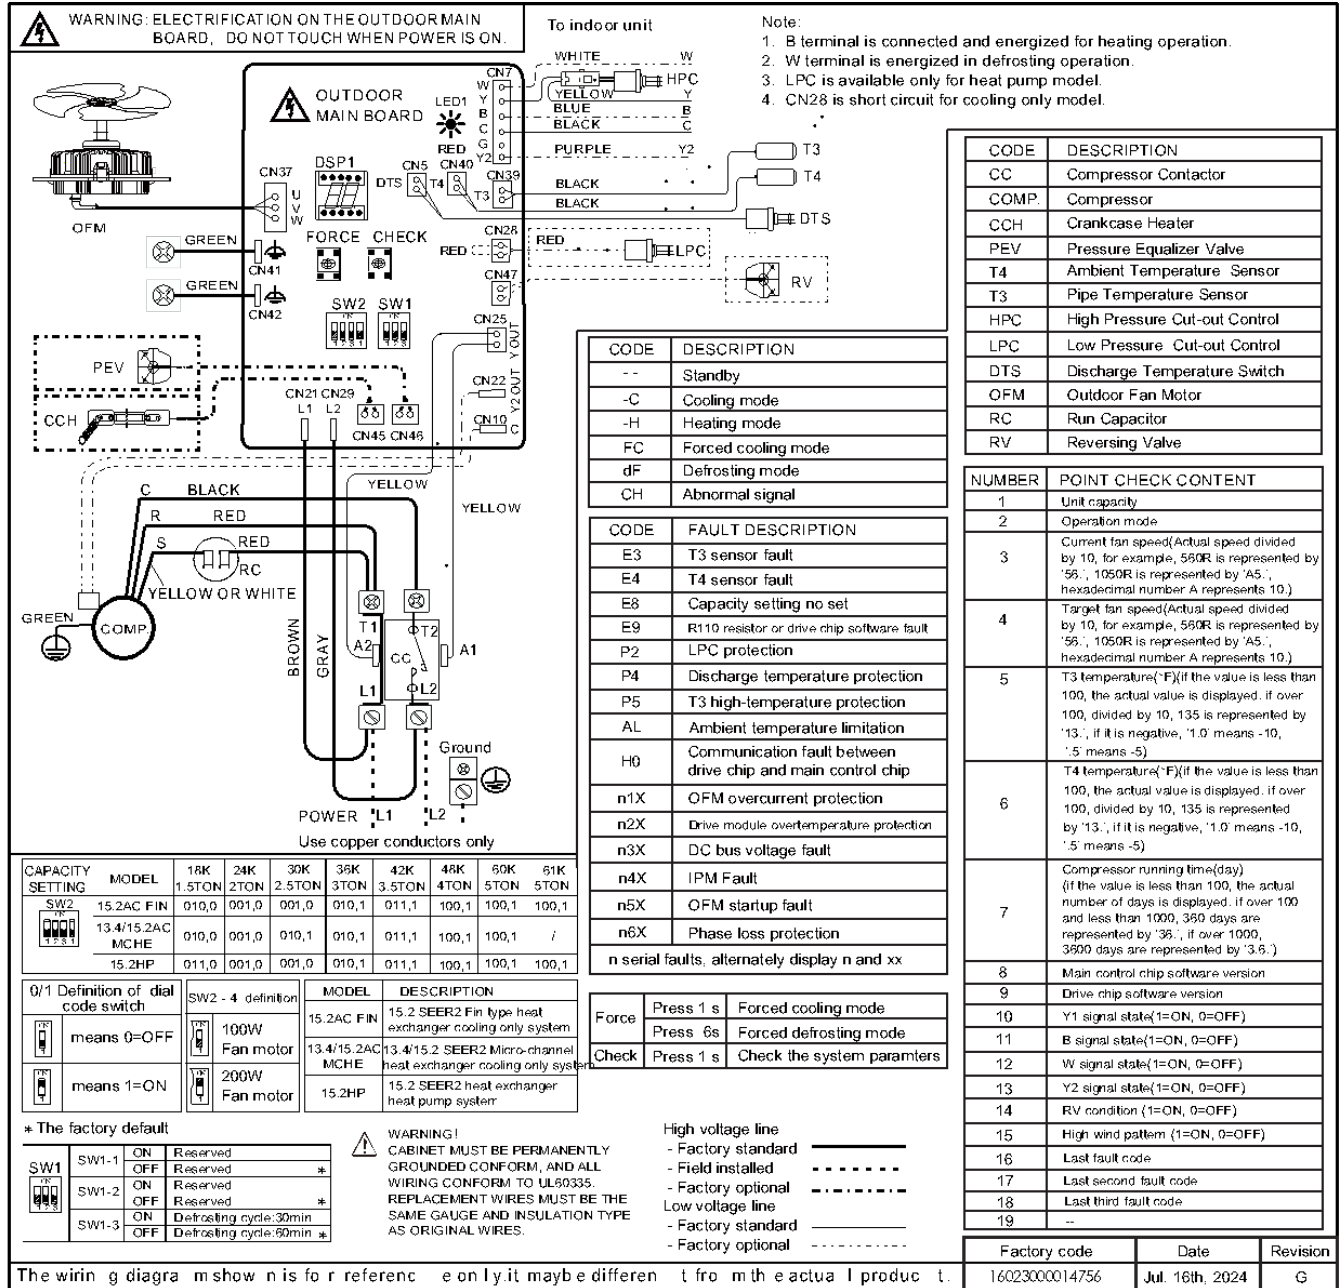 WARNING: ELECTRIFICATION ON THE OUTDOOR MAIN
BOARD, DO NOT TOUCH WHEN POWER IS ON.
To indoor unit
Note:
1. B terminal is connected and energized for heating operation.
2. W terminal is energized in defrosting operation.
3. LPC is available only for heat pump model.
4. CN28 is short circuit for cooling only model.
OUTDOOR
MAIN BOARD
LED1
RED
CN7
W
Y
B
C
G
Y2
WHITE W
HPC
YELLOW Y
BLUE B
BLACK C
PURPLE Y2
OFM
CN37
U
V
W
DSP1
CN5
DTS
CN40
T4
CN39
T3
BLACK
BLACK
T3
T4
DTS
GREEN
CN41
GREEN
CN42
FORCE CHECK
CN28
RED
RED
LPC
CN47
RV
SW2 SW1
CN25
Y OUT
PEV
CCH
CN22
Y2 OUT
CN21 CN29
L1 L2
CN45 CN46
CN10
C
YELLOW
YELLOW
C BLACK
R RED
S RED
RC
YELLOW OR WHITE
GREEN
COMP.
BROWN
GRAY
T1
T2
A2
CC
A1
L1
L2
Ground
POWER L1 L2
Use copper conductors only
CODE DESCRIPTION
CC Compressor Contactor
COMP. Compressor
CCH Crankcase Heater
PEV Pressure Equalizer Valve
T4 Ambient Temperature Sensor
T3 Pipe Temperature Sensor
HPC High Pressure Cut-out Control
LPC Low Pressure Cut-out Control
DTS Discharge Temperature Switch
OFM Outdoor Fan Motor
RC Run Capacitor
RV Reversing Valve
CODE DESCRIPTION
- - Standby
-C Cooling mode
-H Heating mode
FC Forced cooling mode
dF Defrosting mode
CH Abnormal signal
CODE FAULT DESCRIPTION
E3 T3 sensor fault
E4 T4 sensor fault
E8 Capacity setting no set
E9 R110 resistor or drive chip software fault
P2 LPC protection
P4 Discharge temperature protection
P5 T3 high-temperature protection
AL Ambient temperature limitation
H0 Communication fault between
drive chip and main control chip
n1X OFM overcurrent protection
n2X Drive module overtemperature protection
n3X DC bus voltage fault
n4X IPM Fault
n5X OFM startup fault
n6X Phase loss protection
n serial faults, alternately display n and xx
Force Press 1 s Forced cooling mode
Press 6s Forced defrosting mode
Check Press 1 s Check the system paramters
NUMBER POINT CHECK CONTENT
1 Unit capacity
2 Operation mode
3 Current fan speed(Actual speed divided
by 10, for example, 560R is represented by
'56.', 1050R is represented by 'A5.',
hexadecimal number A represents 10.)
4 Target fan speed(Actual speed divided
by 10, for example, 560R is represented by
'56.', 1050R is represented by 'A5.',
hexadecimal number A represents 10.)
5 T3 temperature(°F)(if the value is less than
100, the actual value is displayed. if over
100, divided by 10, 135 is represented by
'13.', if it is negative, '1.0' means -10,
'.5' means -5)
6 T4 temperature(°F)(if the value is less than
100, the actual value is displayed. if over
100, divided by 10, 135 is represented
by '13.', if it is negative, '1.0' means -10,
'.5' means -5)
7 Compressor running time(day)
(if the value is less than 100, the actual
number of days is displayed. if over 100
and less than 1000, 360 days are
represented by '36.', if over 1000,
3600 days are represented by '3.6.')
8 Main control chip software version
9 Drive chip software version
10 Y1 signal state(1=ON, 0=OFF)
11 B signal state(1=ON, 0=OFF)
12 W signal state(1=ON, 0=OFF)
13 Y2 signal state(1=ON, 0=OFF)
14 RV condition (1=ON, 0=OFF)
15 High wind pattern (1=ON, 0=OFF)
16 Last fault code
17 Last second fault code
18 Last third fault code
19 --
CAPACITY SETTING MODEL 18K 1.5TON 24K 2TON 30K 2.5TON 36K 3TON 42K 3.5TON 48K 4TON 60K 5TON 61K 5TON
SW2
15.2AC FIN 010,0 001,0 001,0 010,1 011,1 100,1 100,1 100,1
13.4/15.2AC MCHE 010,0 001,0 010,1 010,1 011,1 100,1 100,1 /
15.2HP 011,0 001,0 001,0 010,1 011,1 100,1 100,1 100,1
0/1 Definition of dial
code switch
means 0=OFF
means 1=ON
SW2 - 4 definition
100W
Fan motor
200W
Fan motor
MODEL DESCRIPTION
15.2AC FIN 15.2 SEER2 Fin type heat
exchanger cooling only system
13.4/15.2AC MCHE 13.4/15.2 SEER2 Micro-channel
heat exchanger cooling only system
15.2HP 15.2 SEER2 heat exchanger
heat pump system
* The factory default
SW1
SW1-1 ON Reserved
OFF Reserved *
SW1-2 ON Reserved
OFF Reserved *
SW1-3 ON Defrosting cycle:30min
OFF Defrosting cycle:60min *
WARNING!
CABINET MUST BE PERMANENTLY
GROUNDED CONFORM, AND ALL
WIRING CONFORM TO UL60335.
REPLACEMENT WIRES MUST BE THE
SAME GAUGE AND INSULATION TYPE
AS ORIGINAL WIRES.
High voltage line
- Factory standard
- Field installed
- Factory optional
Low voltage line
- Factory standard
- Factory optional
Factory code Date Revision
16023000014756 Jul. 16th, 2024 G
The wiring diagram shown is for reference only.it maybe different from the actual product.